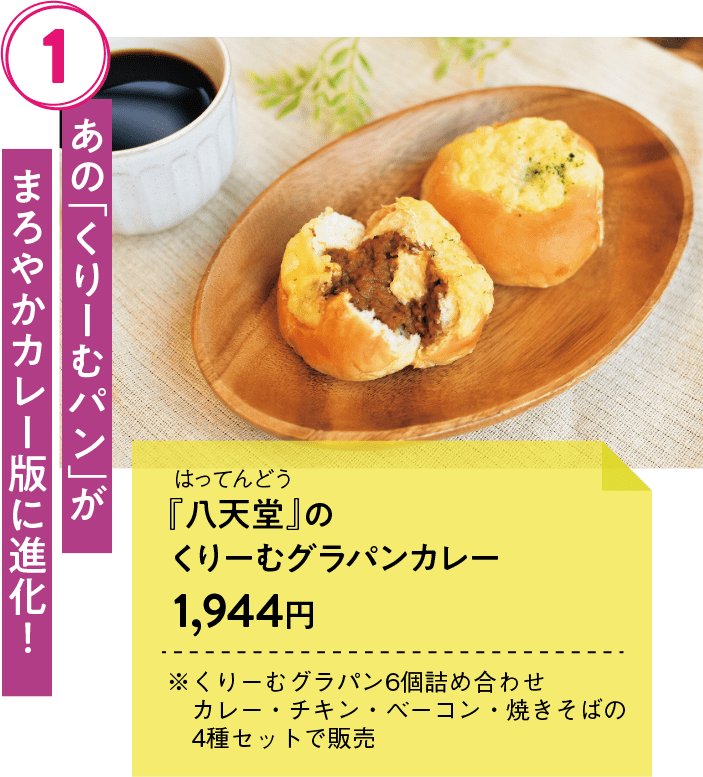 1
あの「くりーむパン」が
まろやかカレー版に進化！
はってんどう
『八天堂』の
くりーむグラパンカレー
1,944円
※くりーむグラパン6個詰め合わせ
カレー・チキン・ベーコン・焼きそばの
4種セットで販売